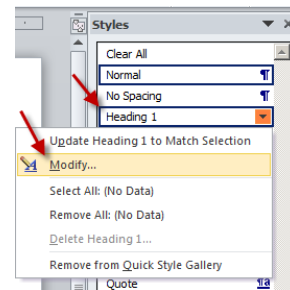 Styles
Clear All
Normal ¶
No Spacing ¶
Heading 1
Update Heading 1 to Match Selection
Modify...
Select All: (No Data)
Remove All: (No Data)
Delete Heading 1...
Remove from Quick Style Gallery
Quote ¶a